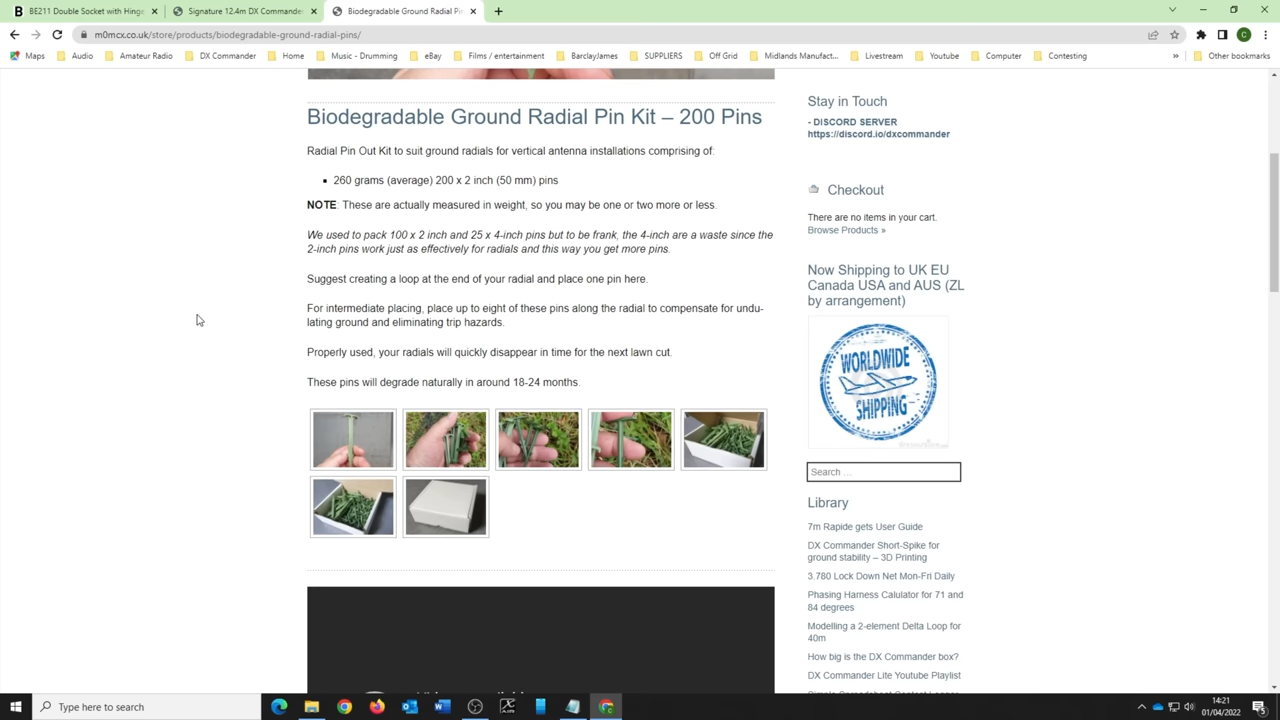 BE211 Double Socket with Hing
Signature 12.4m DX Commander
Biodegradable Ground Radial Pin
m0mcx.co.uk/store/products/biodegradable-ground-radial-pins/
C
Maps
Audio
Amateur Radio
DX Commander
Home
Music - Drumming
eBay
Films / entertainment
BarclayJames
SUPPLIERS
Off Grid
Midlands Manufact...
Livestream
Youtube
Computer
Contesting
»
Other bookmarks
Biodegradable Ground Radial Pin Kit – 200 Pins
Radial Pin Out Kit to suit ground radials for vertical antenna installations comprising of:
260 grams (average) 200 x 2 inch (50 mm) pins
NOTE: These are actually measured in weight, so you may be one or two more or less.
We used to pack 100 x 2 inch and 25 x 4-inch pins but to be frank, the 4-inch are a waste since the
2-inch pins work just as effectively for radials and this way you get more pins.
Suggest creating a loop at the end of your radial and place one pin here.
For intermediate placing, place up to eight of these pins along the radial to compensate for undu-
lating ground and eliminating trip hazards.
Properly used, your radials will quickly disappear in time for the next lawn cut.
These pins will degrade naturally in around 18-24 months.
Stay in Touch
- DISCORD SERVER
https://discord.io/dxcommander
Checkout
There are no items in your cart.
Browse Products »
Now Shipping to UK EU
Canada USA and AUS (ZL
by arrangement)
WORLDWIDE
SHIPPING
Search …
Library
7m Rapide gets User Guide
DX Commander Short-Spike for
ground stability – 3D Printing
3.780 Lock Down Net Mon-Fri Daily
Phasing Harness Calulator for 71 and
84 degrees
Modelling a 2-element Delta Loop for
40m
How big is the DX Commander box?
DX Commander Lite Youtube Playlist
Type here to search
14:21
01/04/2022